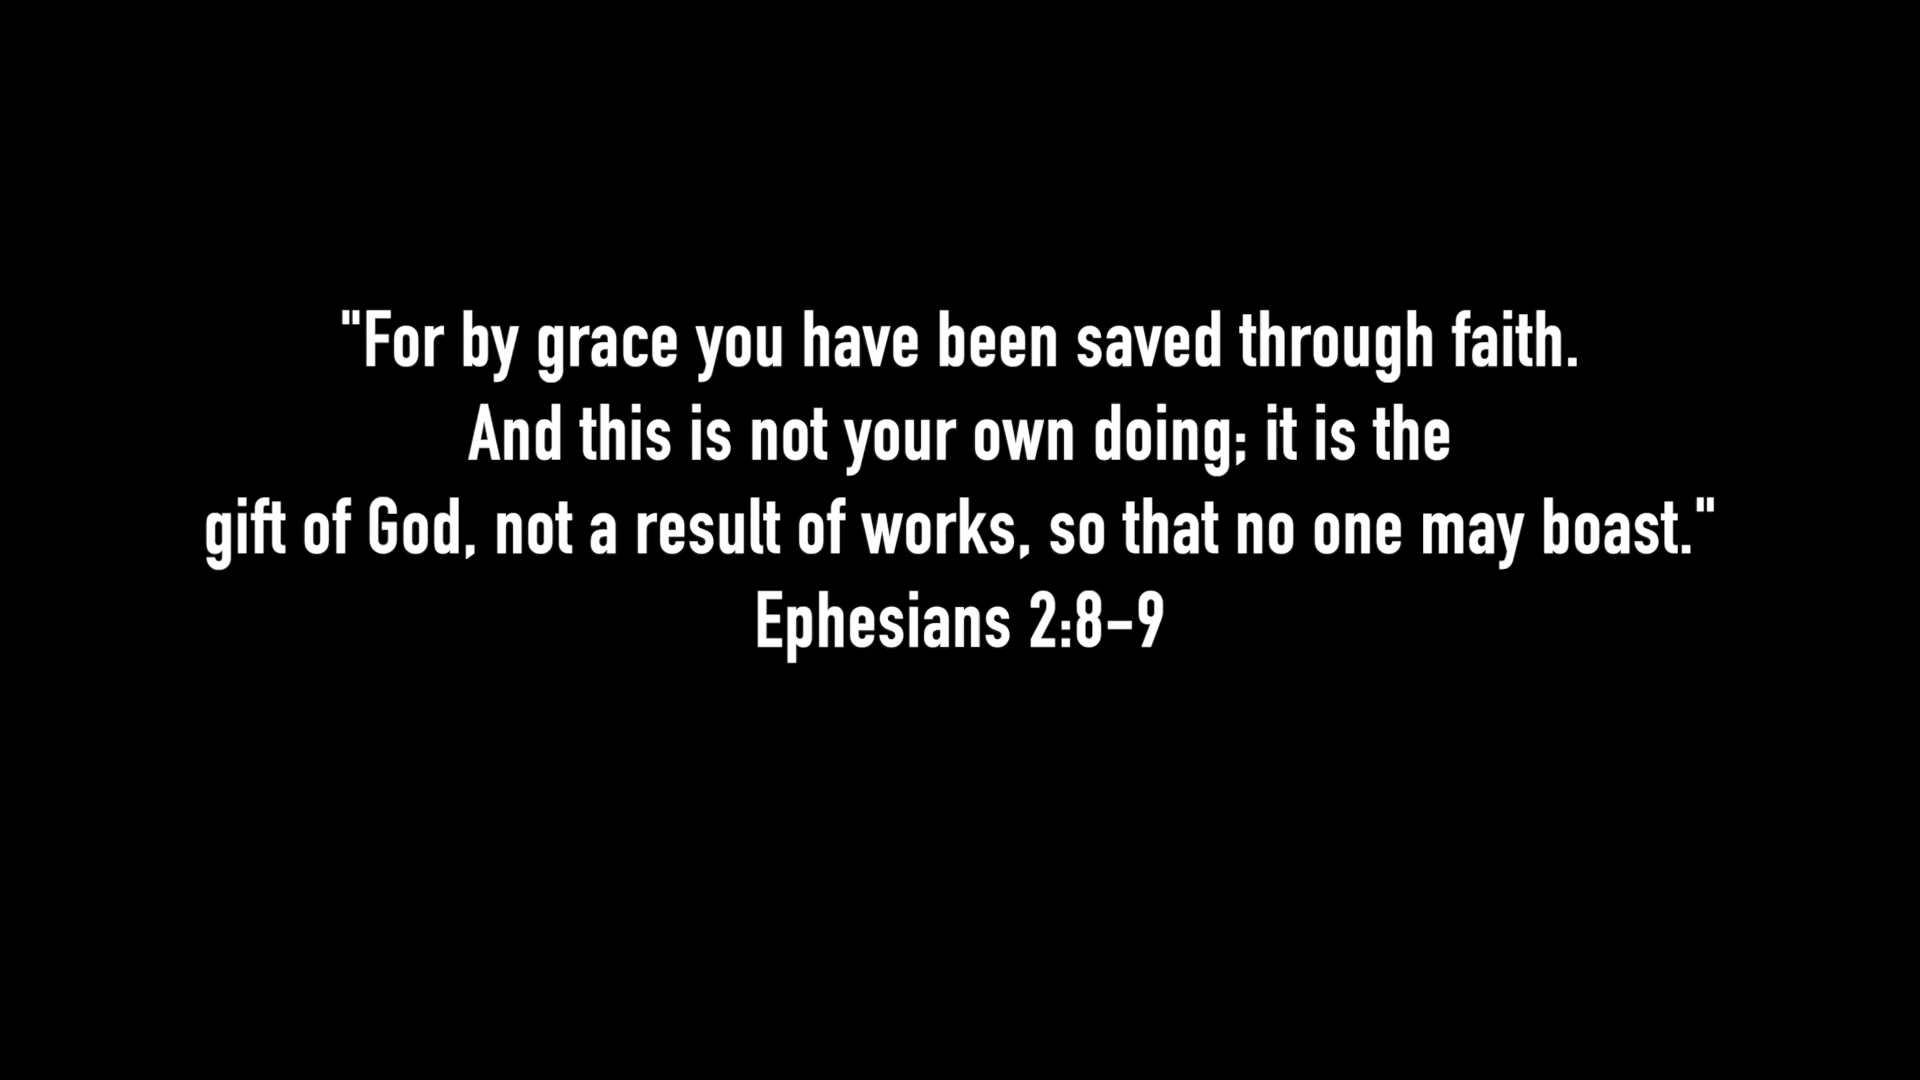 "For by grace you have been saved through faith.
And this is not your own doing; it is the
gift of God, not a result of works, so that no one may boast."
Ephesians 2:8-9